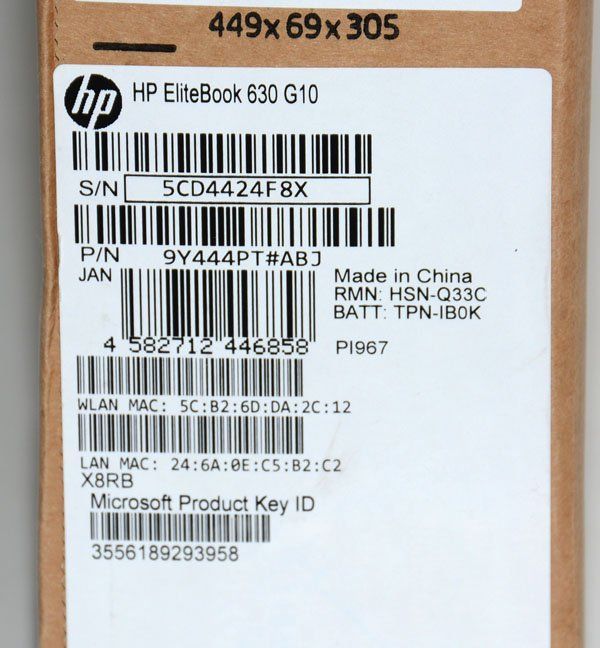 449x69x305
hp
HP EliteBook 630 G10
S/N 5CD4424F8X
P/N 9Y444PT#ABJ
JAN
Made in China
RMN: HSN-Q33C
BATT: TPN-IB0K
4 582712 446858
PI967
WLAN MAC: 5C:B2:6D:DA:2C:12
LAN MAC: 24:6A:0E:C5:B2:C2
X8RB
Microsoft Product Key ID
3556189293958